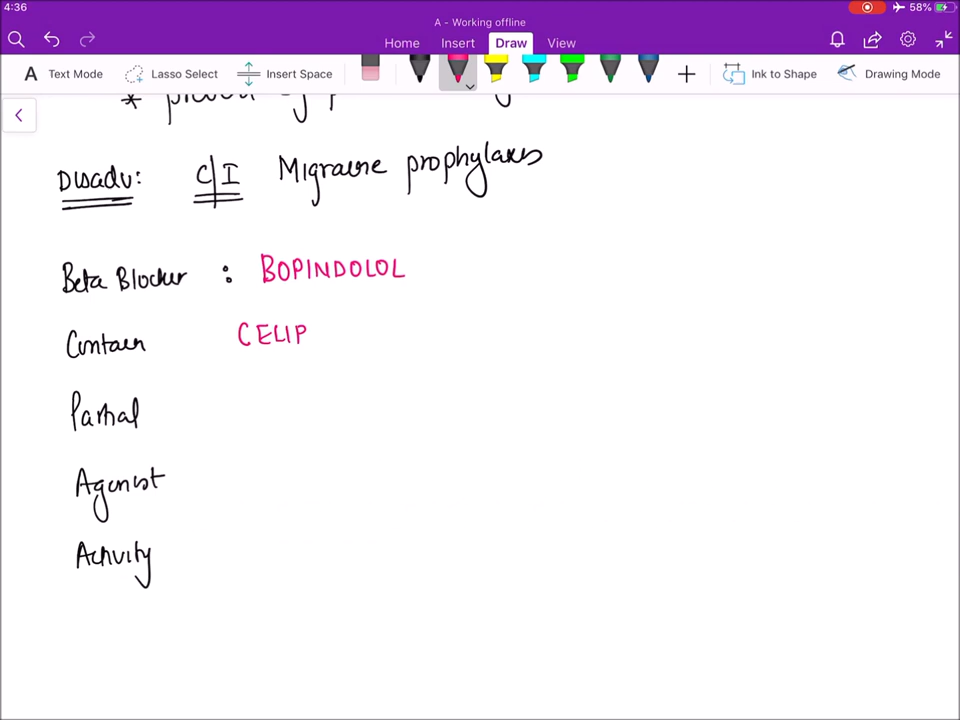 4:36
58%
A - Working offline
Home Insert Draw View
A Text Mode Lasso Select Insert Space Ink to Shape Drawing Mode
Disadv: C/I Migraine prophylaxis
Beta Blocker : BOPINDOLOL
Contain CELIP
Partial
Agonist
Activity